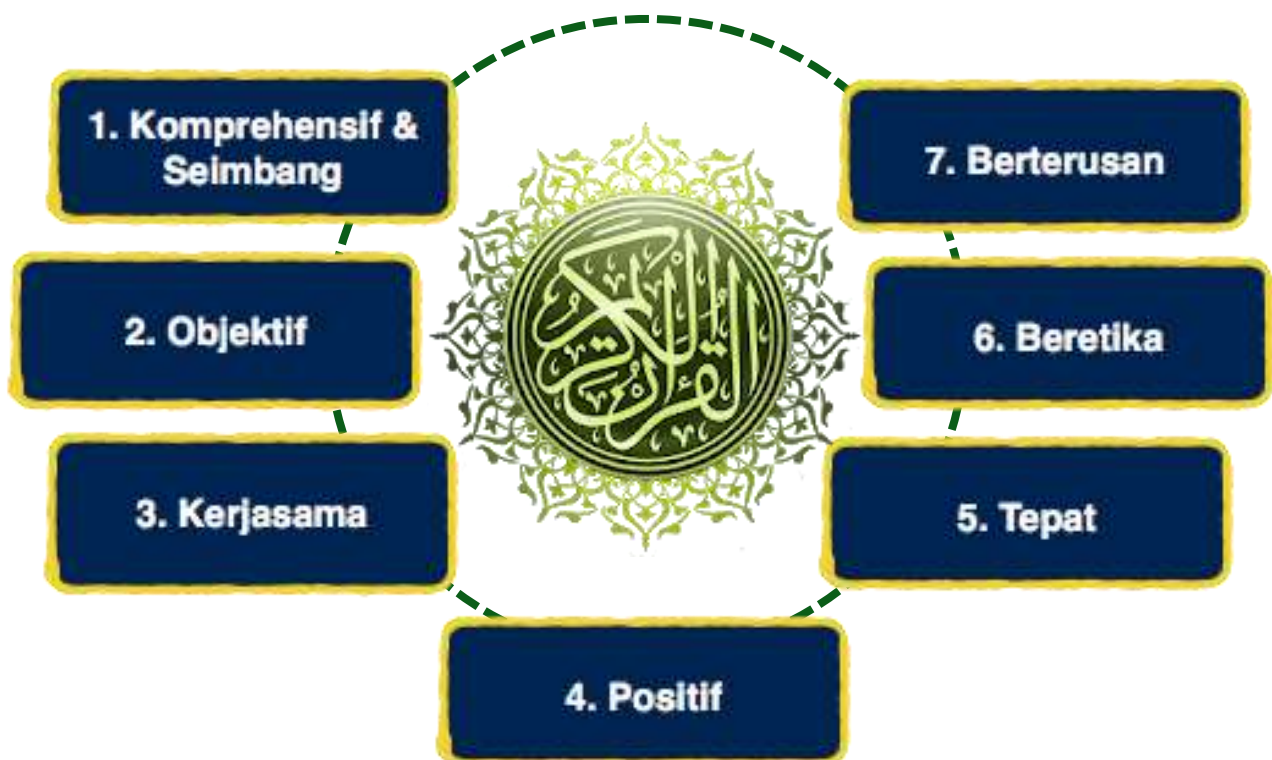 1. Komprehensif &
Seimbang
2. Objektif
3. Kerjasama
4. Positif
5. Tepat
6. Beretika
7. Berterusan
القرآن الكريم